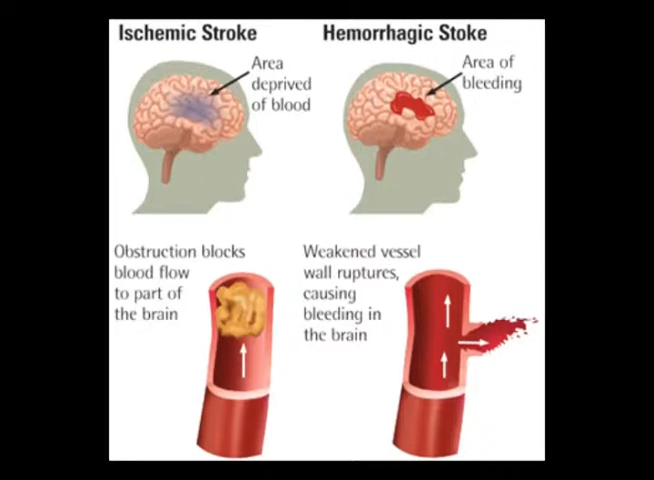 Ischemic Stroke
Area
deprived
of blood
Hemorrhagic Stoke
Area of
bleeding
Obstruction blocks
blood flow
to part of
the brain
Weakened vessel
wall ruptures,
causing
bleeding in
the brain